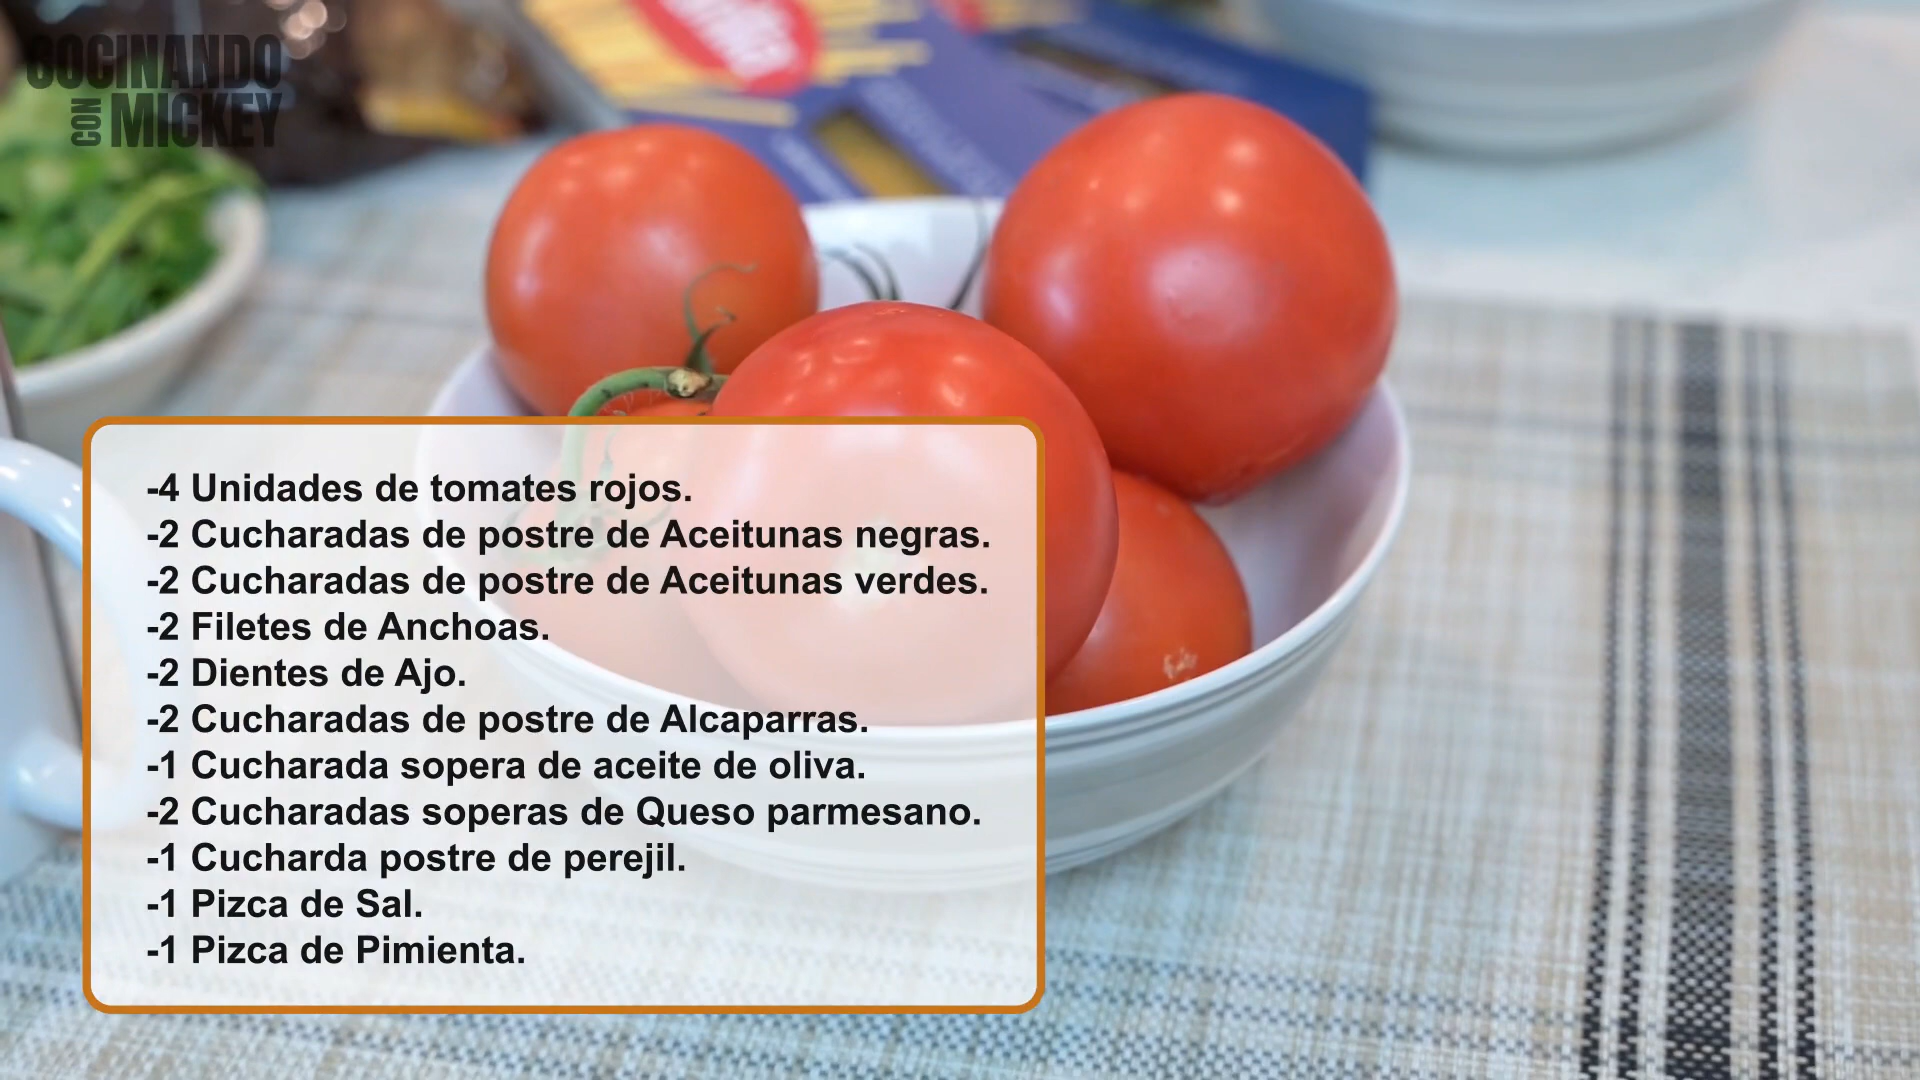 COCINANDO
CON MICKEY
-4 Unidades de tomates rojos.
-2 Cucharadas de postre de Aceitunas negras.
-2 Cucharadas de postre de Aceitunas verdes.
-2 Filetes de Anchoas.
-2 Dientes de Ajo.
-2 Cucharadas de postre de Alcaparras.
-1 Cucharada sopera de aceite de oliva.
-2 Cucharadas soperas de Queso parmesano.
-1 Cucharda postre de perejil.
-1 Pizca de Sal.
-1 Pizca de Pimienta.